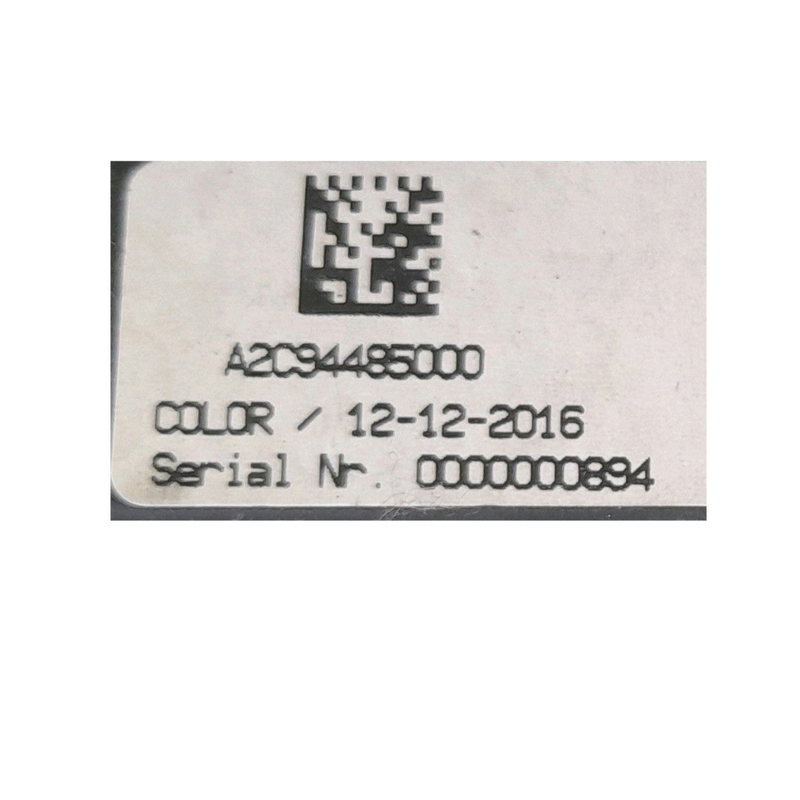 A2C94485000
COLOR / 12-12-2016
Serial Nr. 0000000894